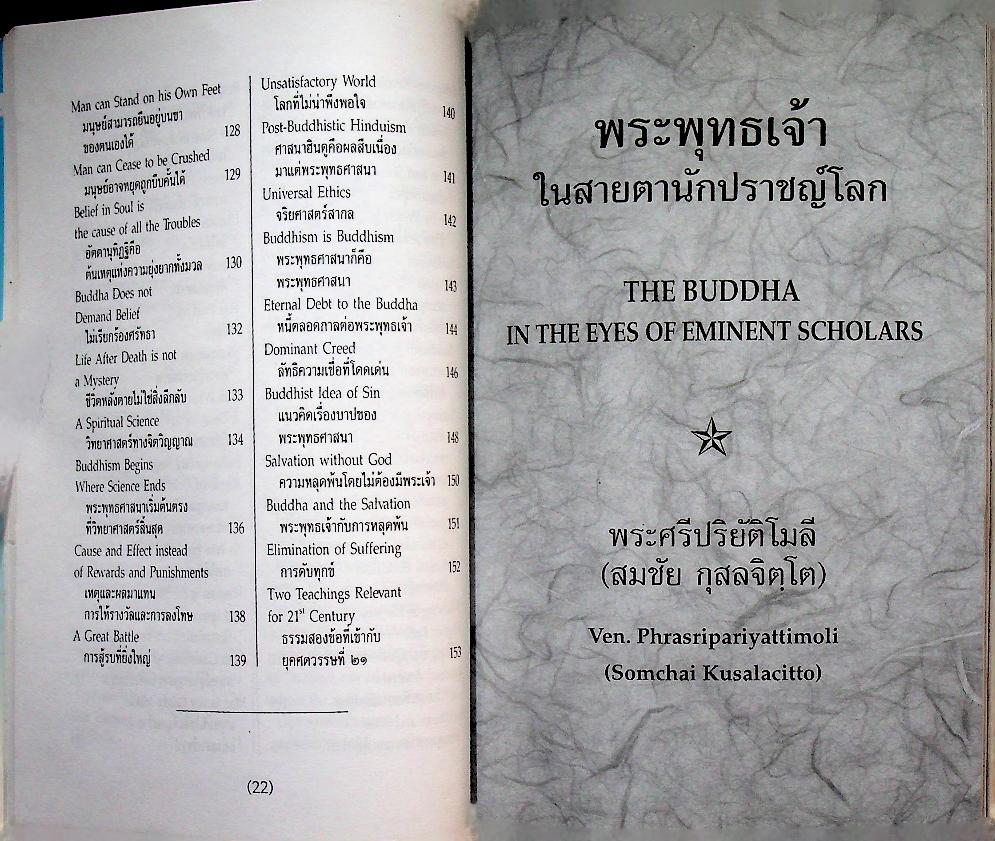 Man can Stand on his Own Feet
มนุษย์สามารถยืนอยู่บนขา
ของตนเองได้ 128
Man can Cease to be Crushed
มนุษย์อาจหยุดถูกบีบคั้นได้ 129
Belief in Soul is
the cause of all the Troubles
อัตตานุทิฏฐิคือ
ต้นเหตุแห่งความยุ่งยากทั้งมวล 130
Buddha Does not
Demand Belief
ไม่เรียกร้องศรัทธา 132
Life After Death is not
a Mystery
ชีวิตหลังตายไม่ใช่สิ่งลึกลับ 133
A Spiritual Science
วิทยาศาสตร์ทางจิตวิญญาณ 134
Buddhism Begins
Where Science Ends
พระพุทธศาสนาเริ่มต้นตรง
ที่วิทยาศาสตร์สิ้นสุด 136
Cause and Effect instead
of Rewards and Punishments
เหตุและผลมาแทน
การให้รางวัลและการลงโทษ 138
A Great Battle
การสู้รบที่ยิ่งใหญ่ 139
Unsatisfactory World
โลกที่ไม่น่าพึงพอใจ 140
Post-Buddhistic Hinduism
ศาสนาฮินดูคือผลสืบเนื่อง
มาแต่พระพุทธศาสนา 141
Universal Ethics
จริยศาสตร์สากล 142
Buddhism is Buddhism
พระพุทธศาสนาก็คือ
พระพุทธศาสนา 143
Eternal Debt to the Buddha
หนี้ตลอดกาลต่อพระพุทธเจ้า 144
Dominant Creed
ลัทธิความเชื่อที่โดดเด่น 146
Buddhist Idea of Sin
แนวคิดเรื่องบาปของ
พระพุทธศาสนา 148
Salvation without God
ความหลุดพ้นโดยไม่ต้องมีพระเจ้า 150
Buddha and the Salvation
พระพุทธเจ้ากับการหลุดพ้น 151
Elimination of Suffering
การดับทุกข์ 152
Two Teachings Relevant
for 21st Century
ธรรมสองข้อที่เข้ากับ
ยุคศตวรรษที่ ๒๑ 153
(22)
พระพุทธเจ้า
ในสายตานักปราชญ์โลก
THE BUDDHA
IN THE EYES OF EMINENT SCHOLARS
พระศรีปริยัติโมลี
(สมชัย กุสลจิตฺโต)
Ven. Phrasripariyattimoli
(Somchai Kusalacitto)